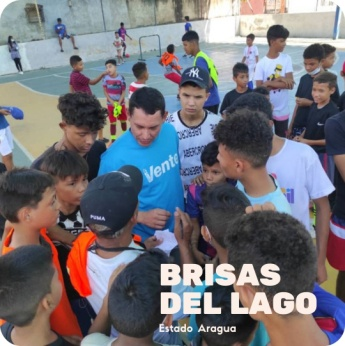 Vente
PUMA
BRISAS
DEL LAGO
Estado Aragua